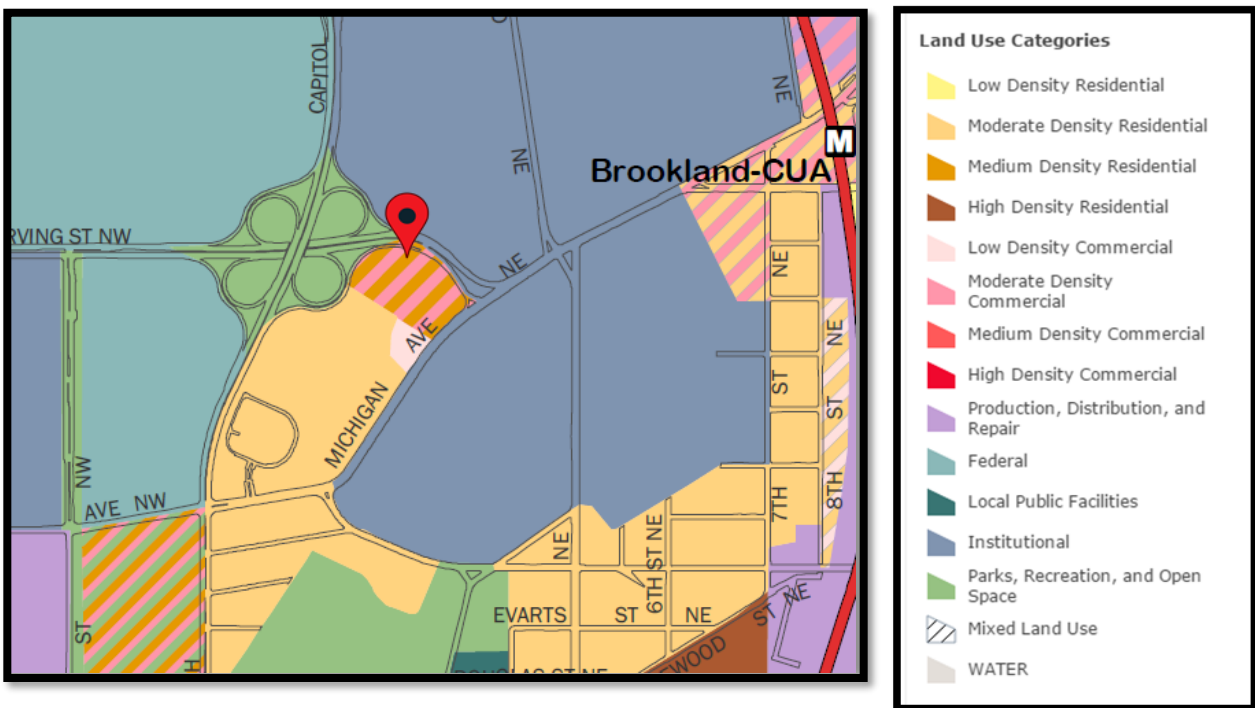 CAPITOL
NE
NE
M
Brookland-CUA
RVING ST NW
NE
NE
AVE
NE
ST
ST
MICHIGAN
NW
AVE NW
8TH
7TH
NE
6TH ST NE
EVARTS ST NE
ST NE
EWOOD
ST
H
Land Use Categories
Low Density Residential
Moderate Density Residential
Medium Density Residential
High Density Residential
Low Density Commercial
Moderate Density
Commercial
Medium Density Commercial
High Density Commercial
Production, Distribution, and
Repair
Federal
Local Public Facilities
Institutional
Parks, Recreation, and Open
Space
Mixed Land Use
WATER